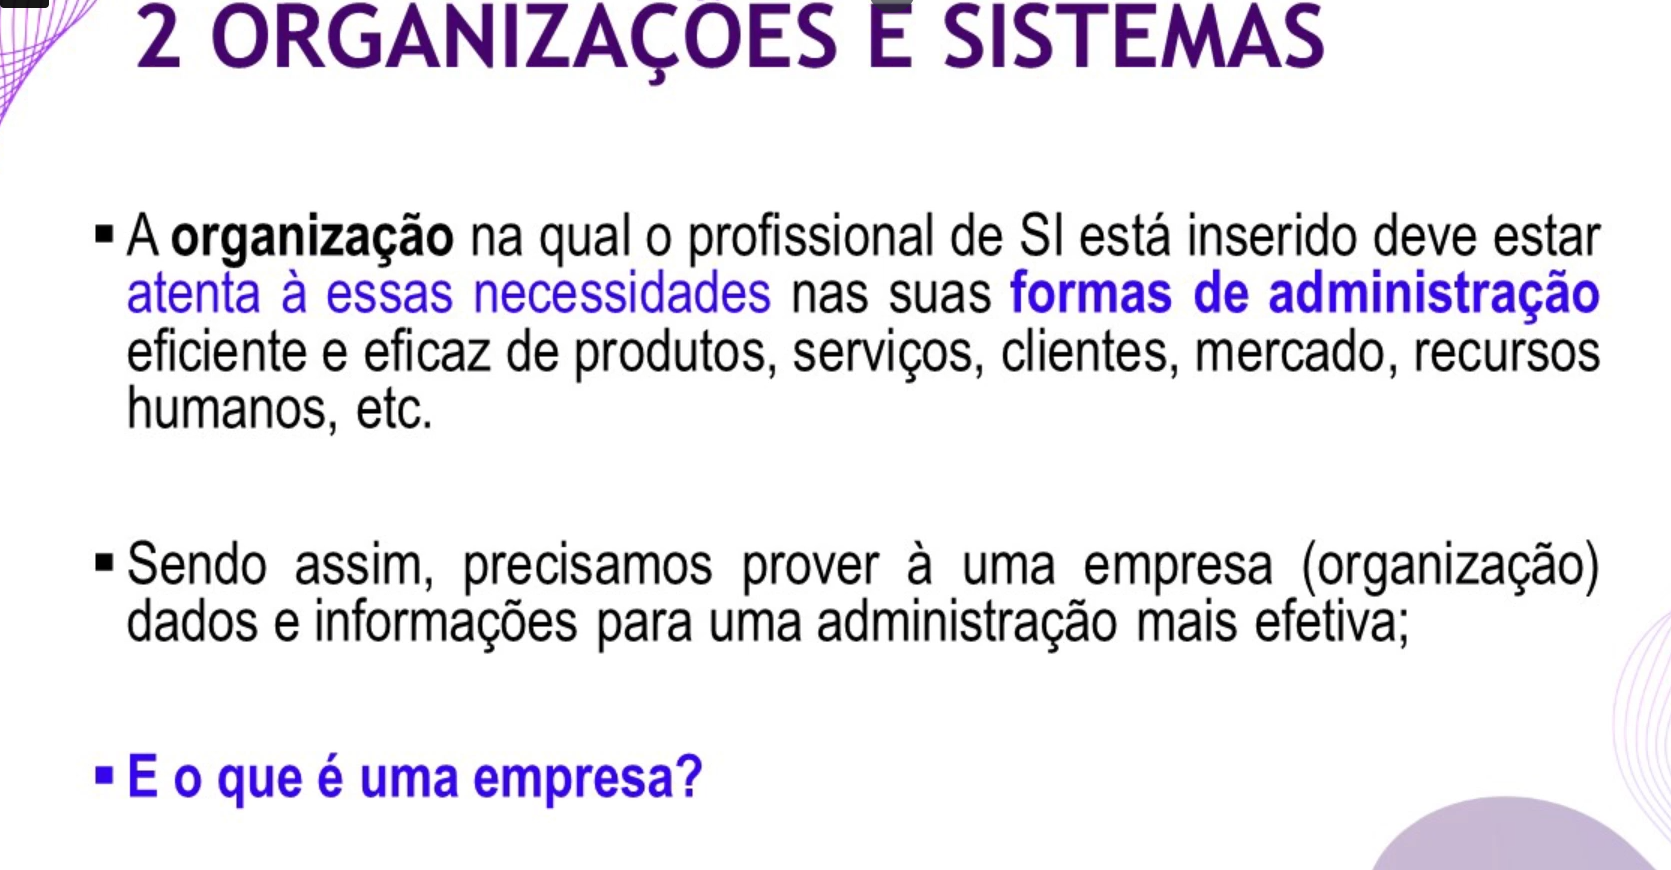 2 ORGANIZAÇÕES E SISTEMAS
▪ A organização na qual o profissional de SI está inserido deve estar
atenta à essas necessidades nas suas formas de administração
eficiente e eficaz de produtos, serviços, clientes, mercado, recursos
humanos, etc.
▪ Sendo assim, precisamos prover à uma empresa (organização)
dados e informações para uma administração mais efetiva;
▪ E o que é uma empresa?